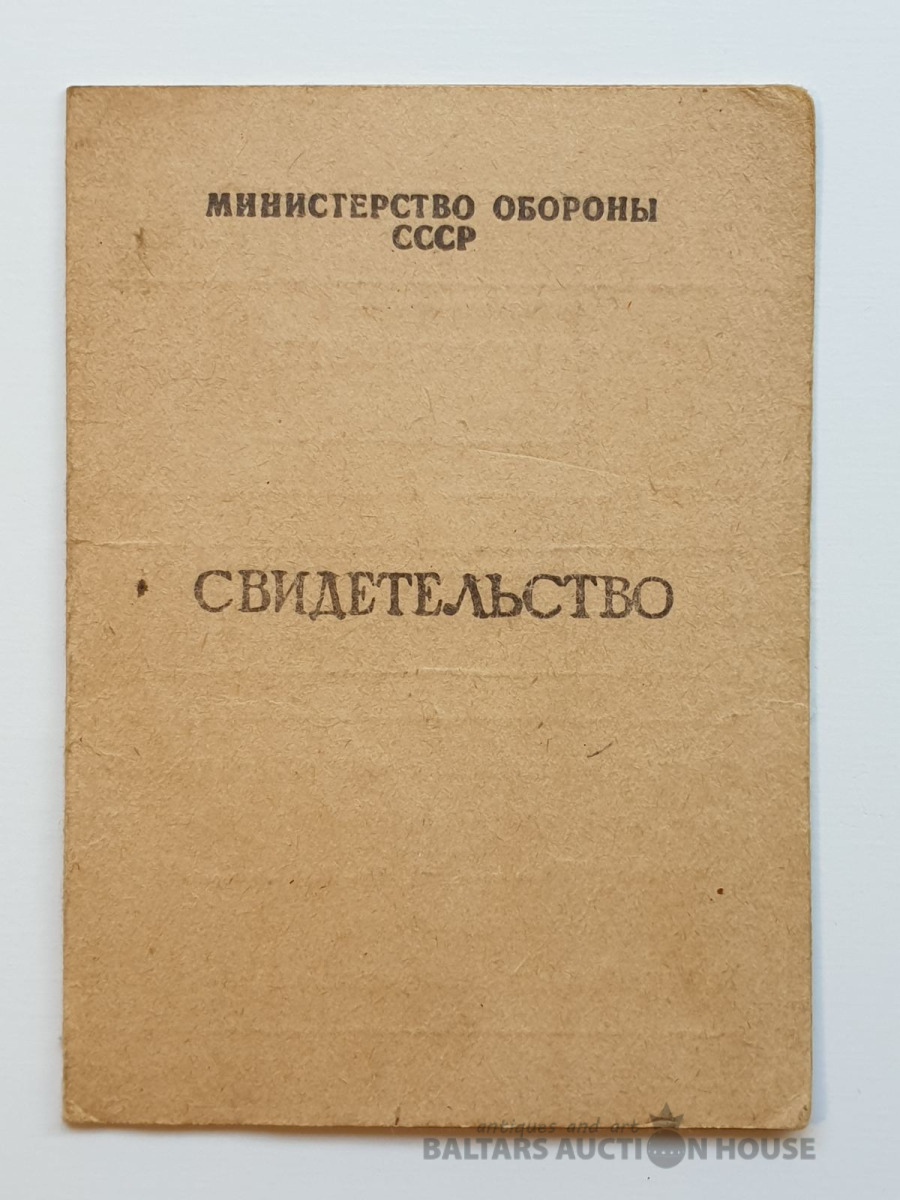 МИНИСТЕРСТВО ОБОРОНЫ
СССР
СВИДЕТЕЛЬСТВО
antiques and art
BALTARS AUCTION HOUSE